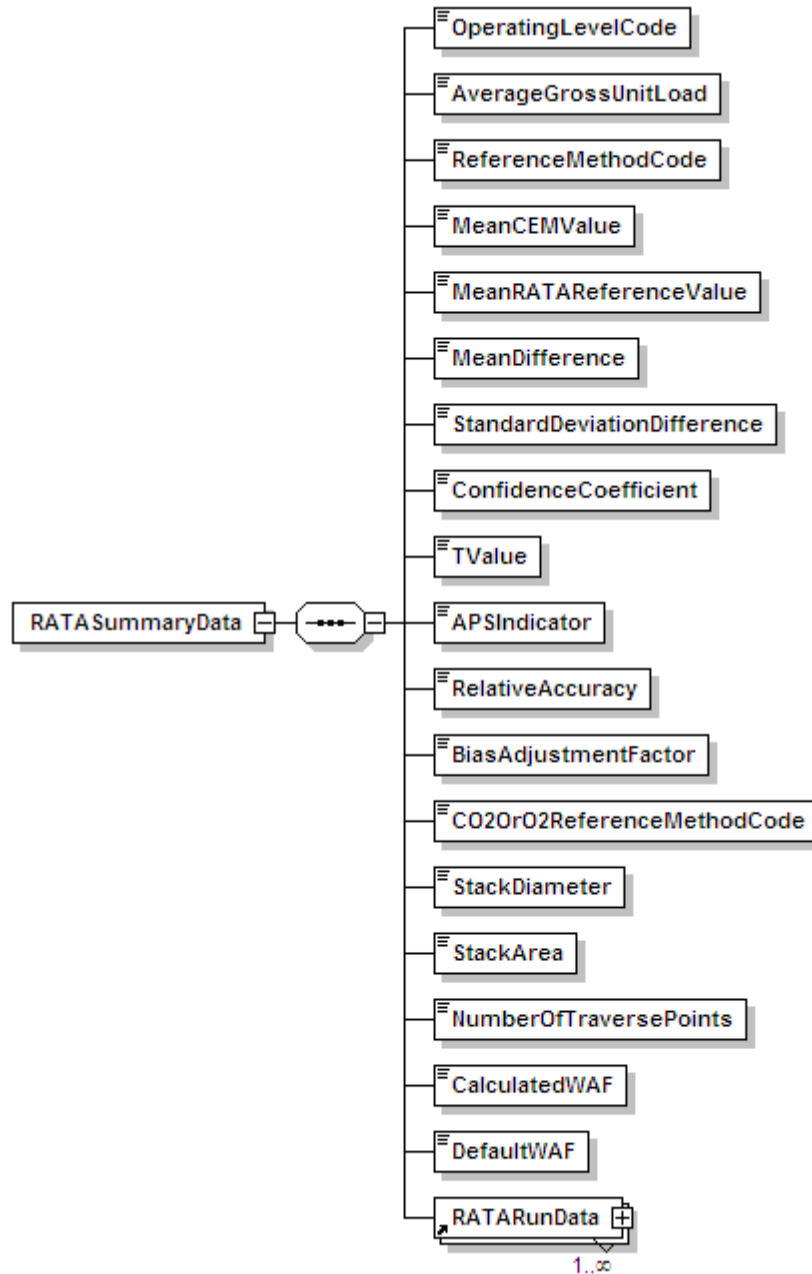 OperatingLevelCode
AverageGrossUnitLoad
ReferenceMethodCode
MeanCEMValue
MeanRATAReferenceValue
MeanDifference
StandardDeviationDifference
ConfidenceCoefficient
TValue
RATASummaryData
APSIndicator
RelativeAccuracy
BiasAdjustmentFactor
CO2OrO2ReferenceMethodCode
StackDiameter
StackArea
NumberOfTraversePoints
CalculatedWAF
DefaultWAF
RATARunData
1..∞